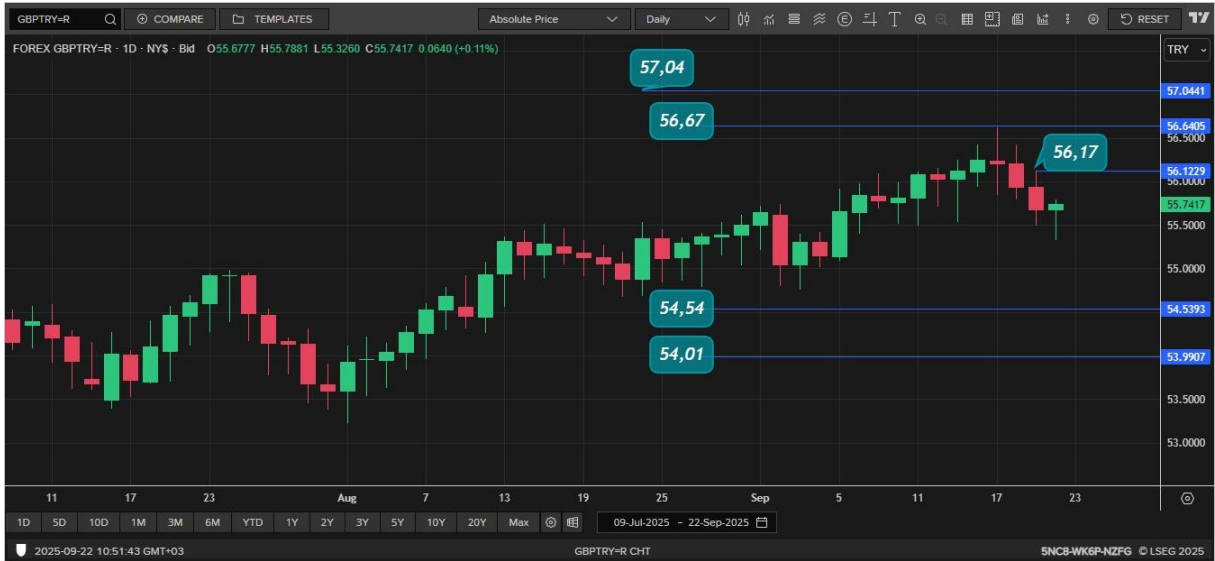 GBPTRY=R COMPARE TEMPLATES Absolute Price Daily E T RESET
FOREX GBPTRY=R · 1D · NY$ · Bid O55.6777 H55.7881 L55.3260 C55.7417 0.0640 (+0.11%)
TRY
57,04
57.0441
56,67
56.6405
56.5000
56,17
56.1229
56.0000
55.7417
55.5000
55.0000
54,54
54.5393
54,01
53.9907
53.5000
53.0000
11 17 23 Aug 7 13 19 25 Sep 5 11 17 23
1D 5D 10D 1M 3M 6M YTD 1Y 2Y 3Y 5Y 10Y 20Y Max 09-Jul-2025 - 22-Sep-2025
2025-09-22 10:51:43 GMT+03 GBPTRY=R CHT 5NC8-WK6P-NZFG © LSEG 2025